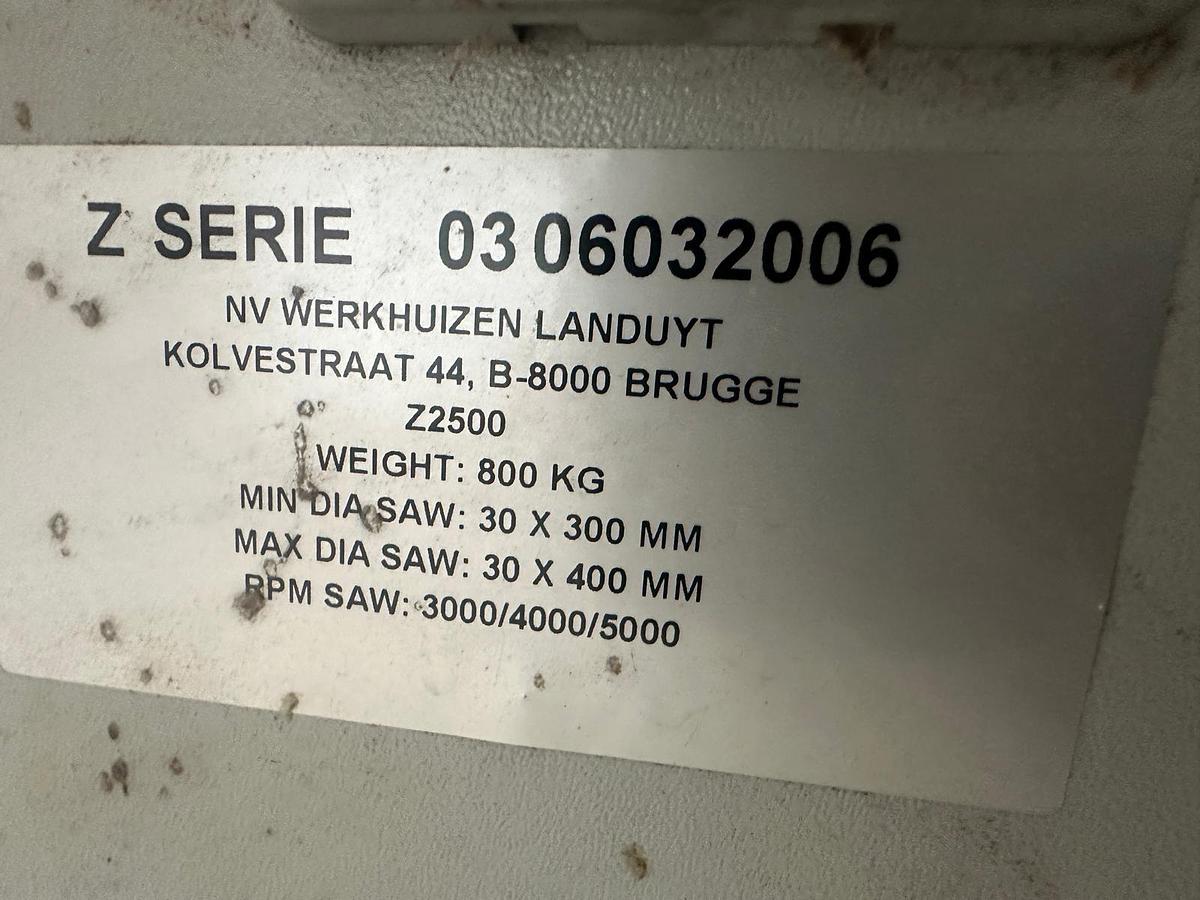 Z SERIE 03 06032006
NV WERKHUIZEN LANDUYT
KOLVESTRAAT 44, B-8000 BRUGGE
Z2500
WEIGHT: 800 KG
MIN DIA SAW: 30 X 300 MM
MAX DIA SAW: 30 X 400 MM
RPM SAW: 3000/4000/5000